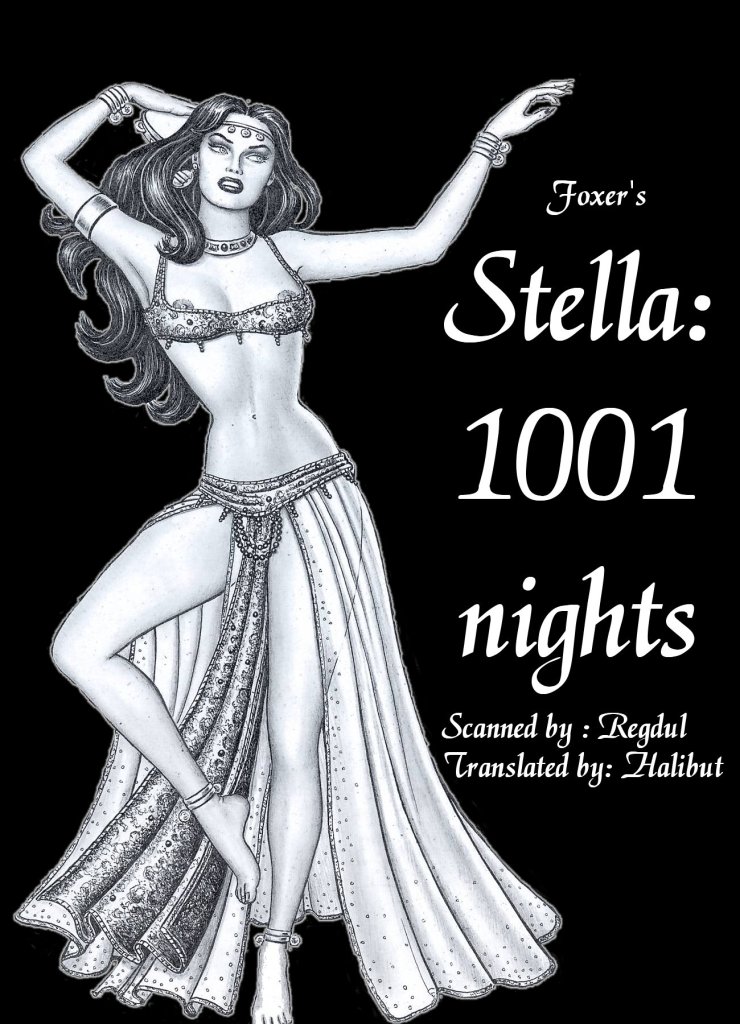 Foxer's
Stella:
1001
nights
Scanned by : Regdul
Translated by: Halibut